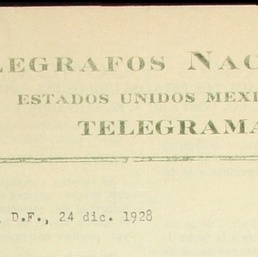 LEGRAFOS NAC
ESTADOS UNIDOS MEXI
TELEGRAMA
, D.F., 24 dic. 1928